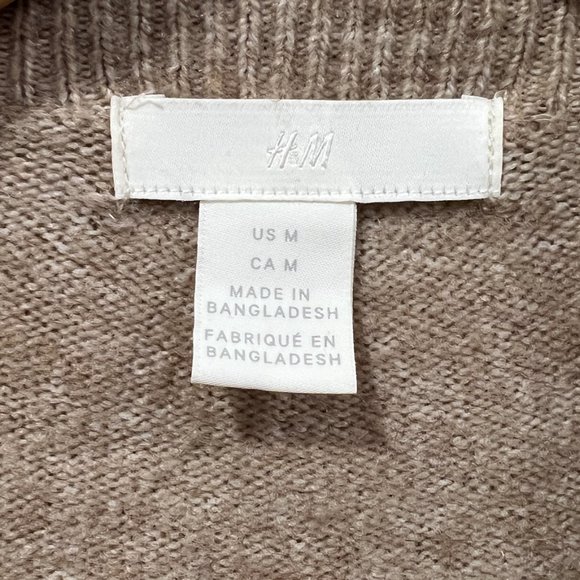 H&M
US M
CA M
MADE IN
BANGLADESH
FABRIQUÉ EN
BANGLADESH